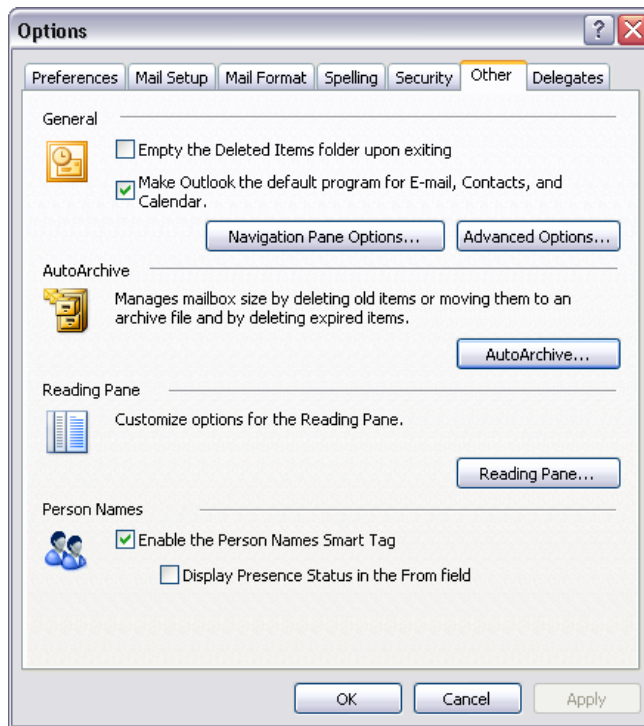 Options
Preferences Mail Setup Mail Format Spelling Security Other Delegates
General
Empty the Deleted Items folder upon exiting
Make Outlook the default program for E-mail, Contacts, and
Calendar.
Navigation Pane Options... Advanced Options...
AutoArchive
Manages mailbox size by deleting old items or moving them to an
archive file and by deleting expired items.
AutoArchive...
Reading Pane
Customize options for the Reading Pane.
Reading Pane...
Person Names
Enable the Person Names Smart Tag
Display Presence Status in the From field
OK Cancel Apply